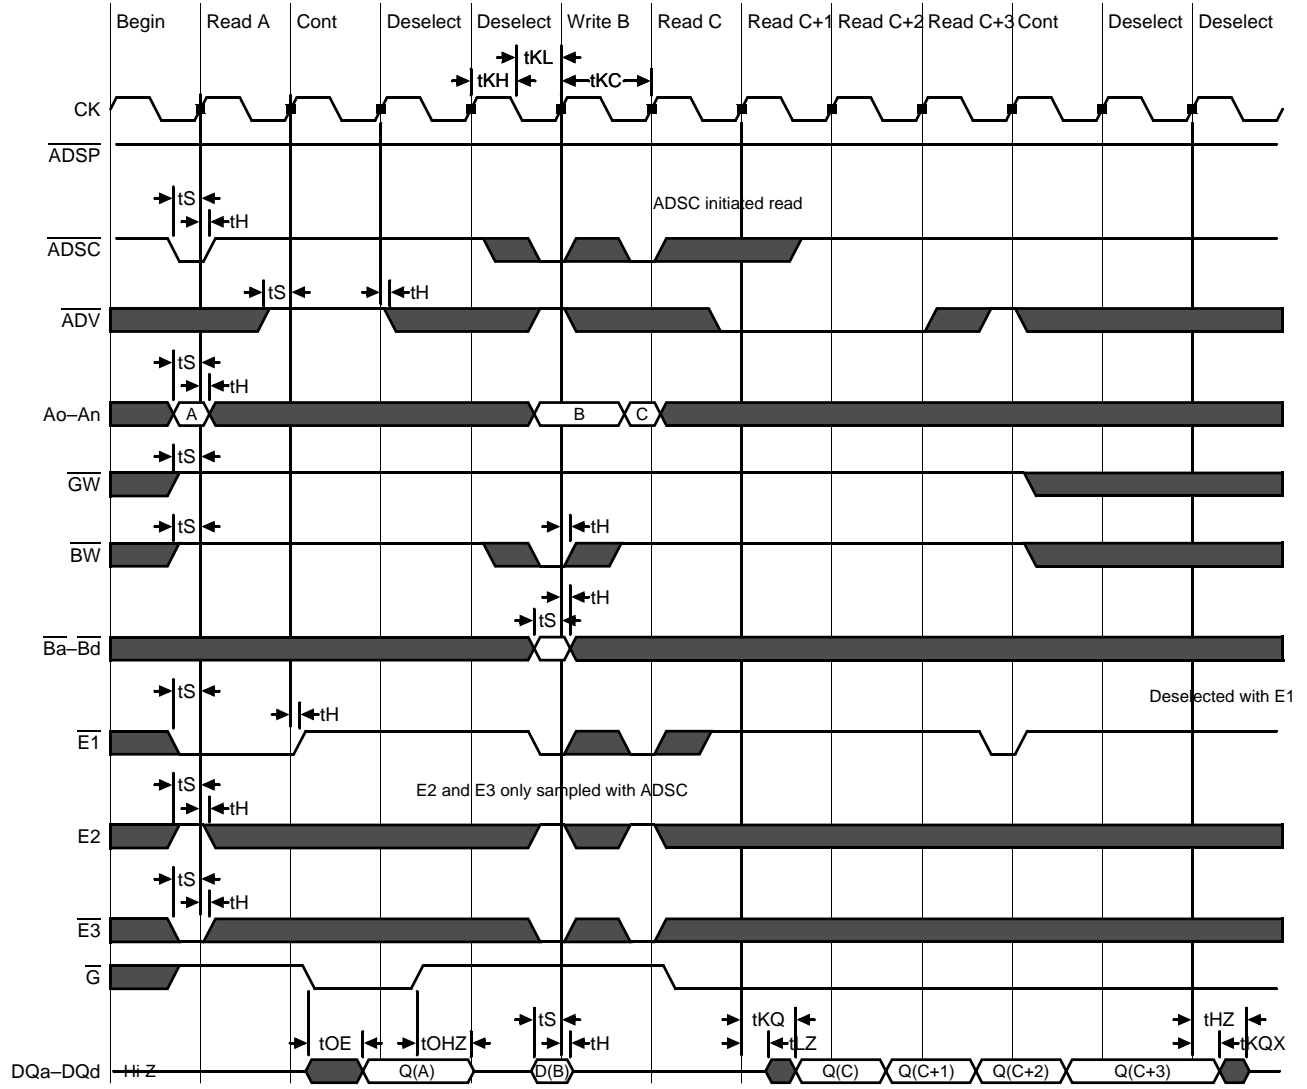 Begin Read A Cont Deselect Deselect Write B Read C Read C+1 Read C+2 Read C+3 Cont Deselect Deselect
tKL
tKH tKC
CK
ADSP
tS
ADSC initiated read
tH
ADSC
tS tH
ADV
tS
tH
Ao–An A B C
tS
GW
tS tH
BW
tH
tS
Ba–Bd
tS
Deselected with E1
tH
E1
tS
E2 and E3 only sampled with ADSC
tH
E2
tS
tH
E3
G
tS tKQ tHZ
tOE tOHZ tH tLZ tKQX
DQa–DQd Hi-Z Q(A) D(B) Q(C) Q(C+1) Q(C+2) Q(C+3)